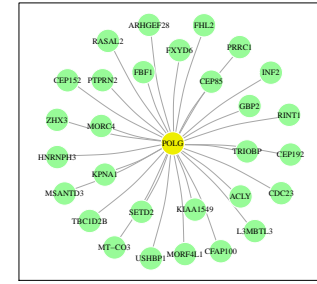 ARHGEF28
FHL2
RASAL2
FXYD6
PRRC1
CEP152
PTPRN2
FBF1
CEP85
INF2
GBP2
ZHX3
MORC4
RINT1
POLG
HNRNPH3
TRIOBP
CEP192
KPNA1
MSANTD3
ACLY
CDC23
TBC1D2B
SETD2
KIAA1549
L3MBTL3
MT-CO3
USHBP1
MORF4L1
CFAP100